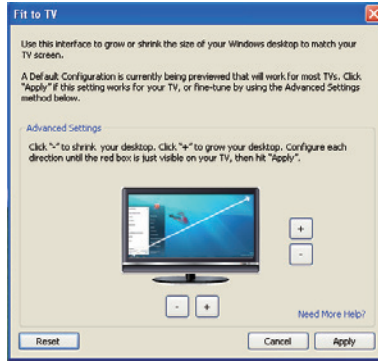 Fit to TV
Use this interface to grow or shrink the size of your Windows desktop to match your
TV screen.
A Default Configuration is currently being previewed that will work for most TVs. Click
"Apply" if this setting works for your TV, or fine-tune by using the Advanced Settings
method below.
Advanced Settings
Click "-" to shrink your desktop. Click "+" to grow your desktop. Configure each
direction until the red box is just visible on your TV, then hit "Apply".
+
-
- +
Need More Help?
Reset Cancel Apply